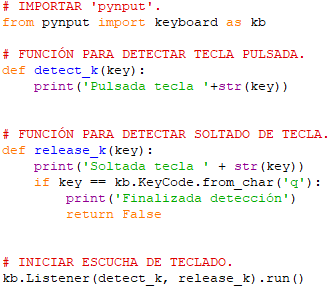 # IMPORTAR 'pynput'.
from pynput import keyboard as kb
# FUNCIÓN PARA DETECTAR TECLA PULSADA.
def detect_k(key):
    print('Pulsada tecla '+str(key))
# FUNCIÓN PARA DETECTAR SOLTADO DE TECLA.
def release_k(key):
    print('Soltada tecla ' + str(key))
    if key == kb.KeyCode.from_char('q'):
        print('Finalizada detección')
        return False
# INICIAR ESCUCHA DE TECLADO.
kb.Listener(detect_k, release_k).run()